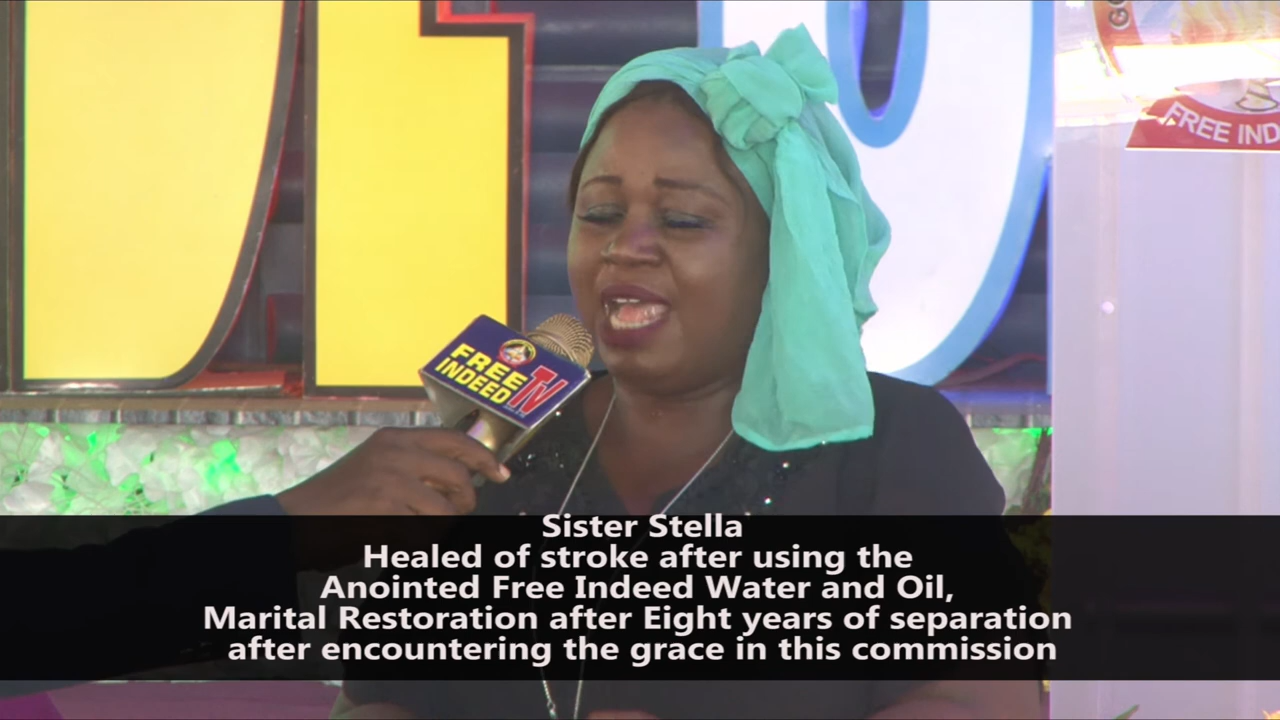 FREE IND
FREE
INDEED
TV
Sister Stella
Healed of stroke after using the
Anointed Free Indeed Water and Oil,
Marital Restoration after Eight years of separation
after encountering the grace in this commission